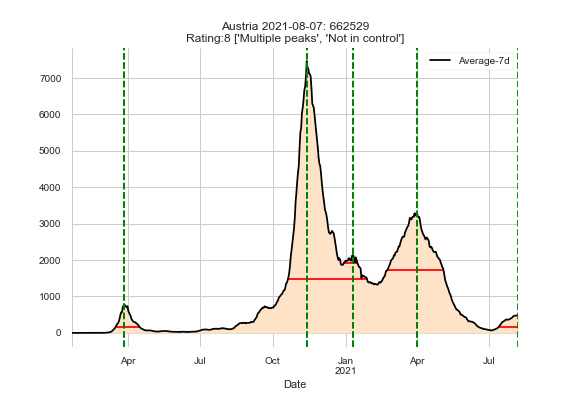 Austria 2021-08-07: 662529
Rating:8 ['Multiple peaks', 'Not in control']
Average-7d
7000
6000
5000
4000
3000
2000
1000
0
Apr Jul Oct Jan Apr Jul
2021
Date